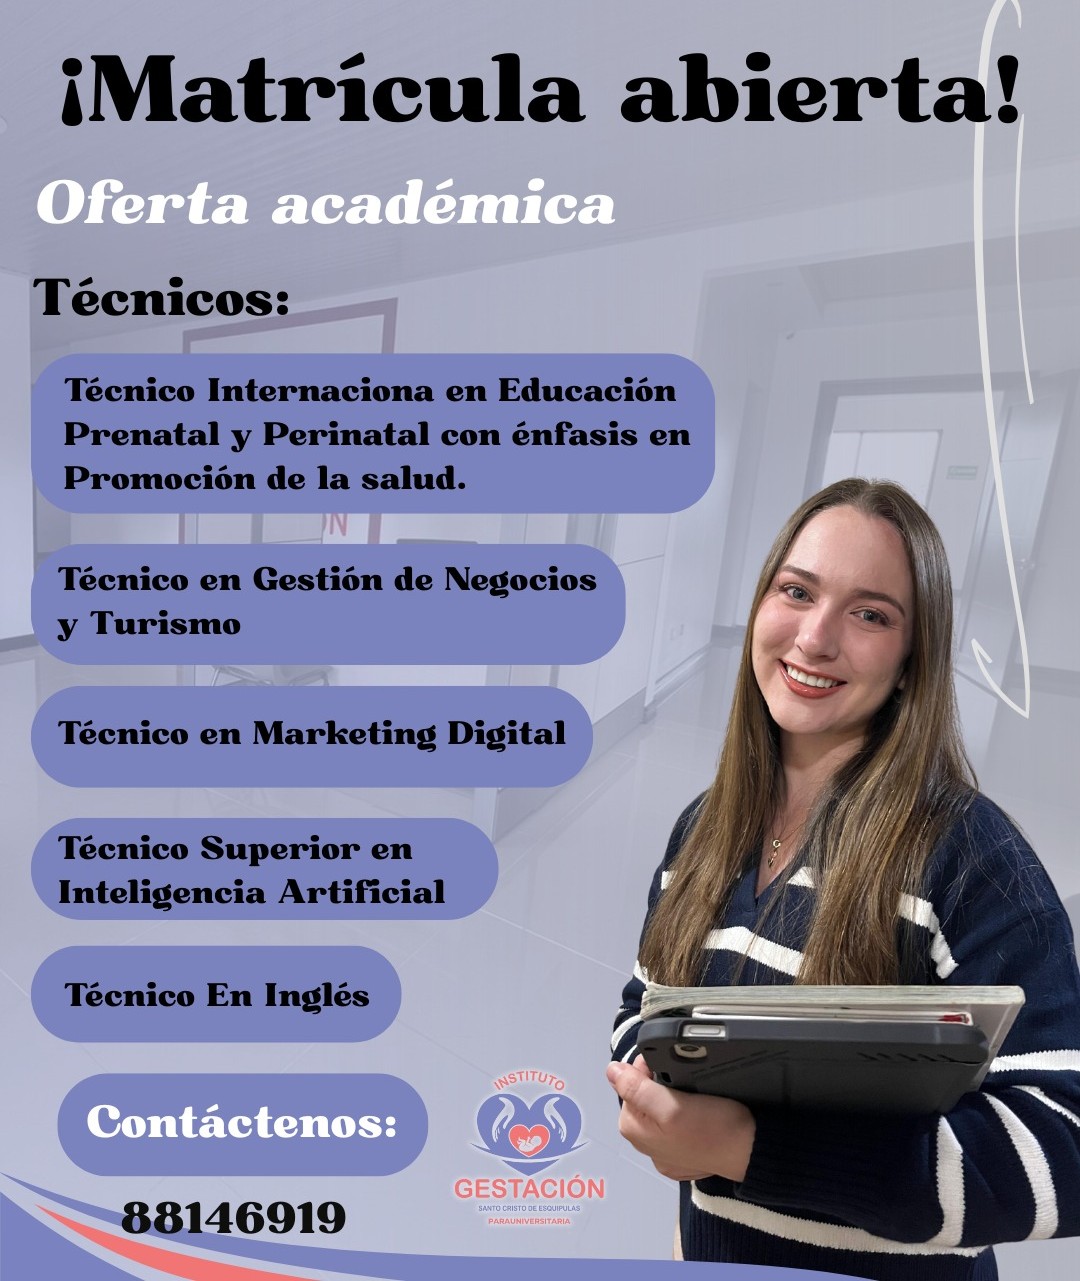 ¡Matrícula abierta!
Oferta académica
Técnicos:
Técnico Internaciona en Educación
Prenatal y Perinatal con énfasis en
Promoción de la salud.
Técnico en Gestión de Negocios
y Turismo
Técnico en Marketing Digital
Técnico Superior en
Inteligencia Artificial
Técnico En Inglés
Contáctenos:
88146919
INSTITUTO
GESTACIÓN
SANTO CRISTO DE ESQUIPULAS
PARAUNIVERSITARIA